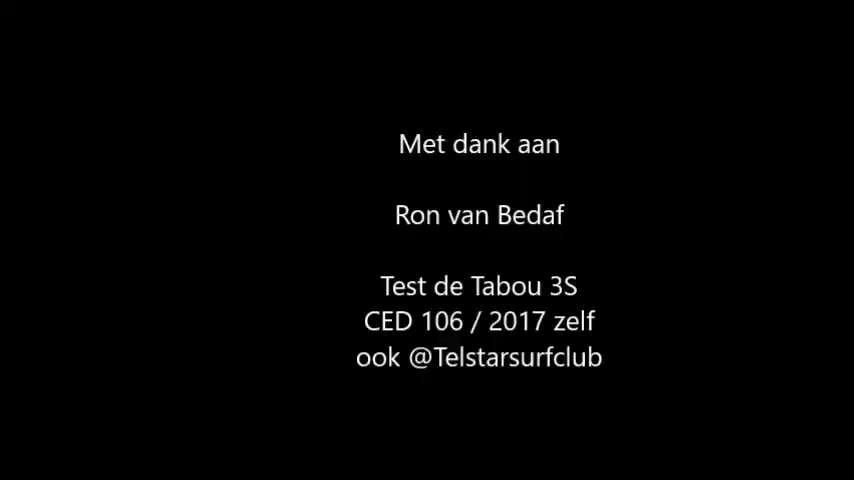 Met dank aan
Ron van Bedaf
Test de Tabou 3S
CED 106 / 2017 zelf
ook @Telstarsurfclub